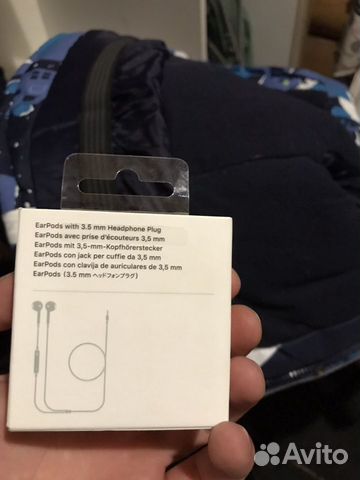 EarPods with 3.5 mm Headphone Plug
EarPods avec prise d'écouteurs 3,5 mm
EarPods mit 3,5-mm-Kopfhörerstecker
EarPods con jack per cuffie da 3,5 mm
EarPods con clavija de auriculares de 3,5 mm
EarPods (3.5 mm ヘッドフォンプラグ)
Avito